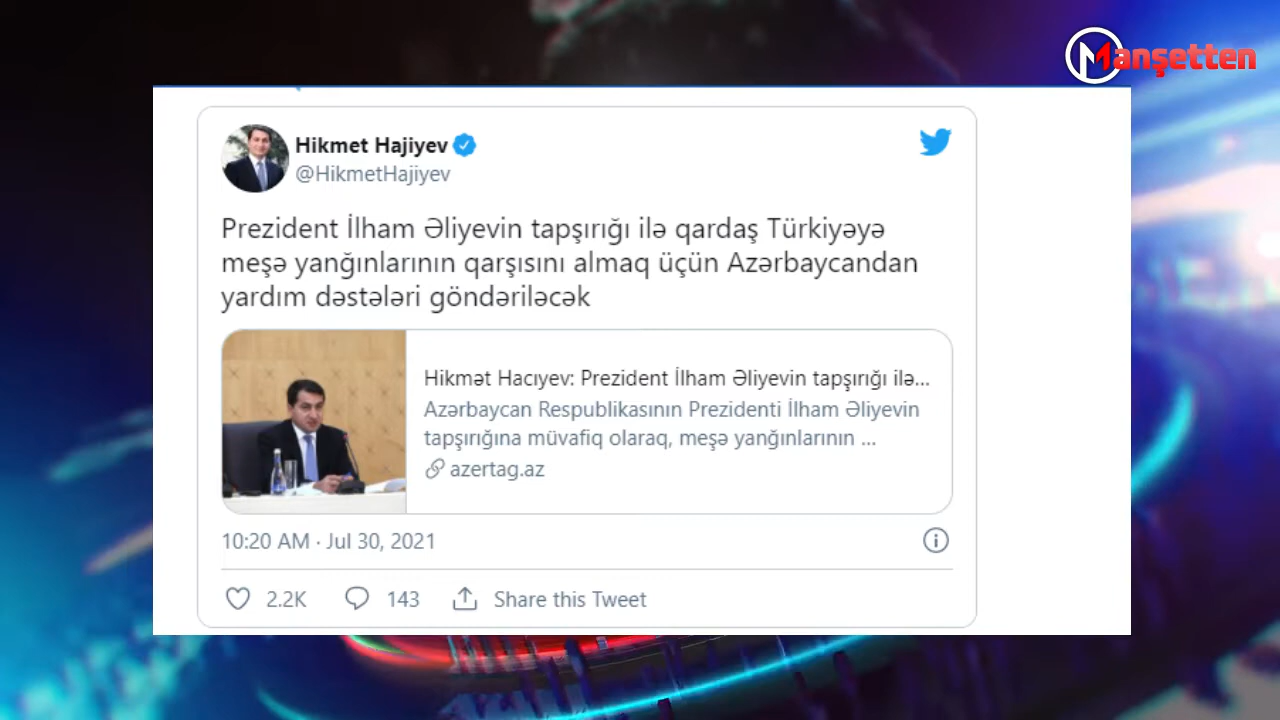 Manşetten
Hikmet Hajiyev
@HikmetHajiyev
Prezident İlham Əliyevin tapşırığı ilə qardaş Türkiyəyə
meşə yanğınlarının qarşısını almaq üçün Azərbaycandan
yardım dəstələri göndəriləcək
Hikmət Hacıyev: Prezident İlham Əliyevin tapşırığı ilə...
Azərbaycan Respublikasının Prezidenti İlham Əliyevin
tapşırığına müvafiq olaraq, meşə yanğınlarının ...
azertag.az
10:20 AM · Jul 30, 2021
2.2K 143 Share this Tweet